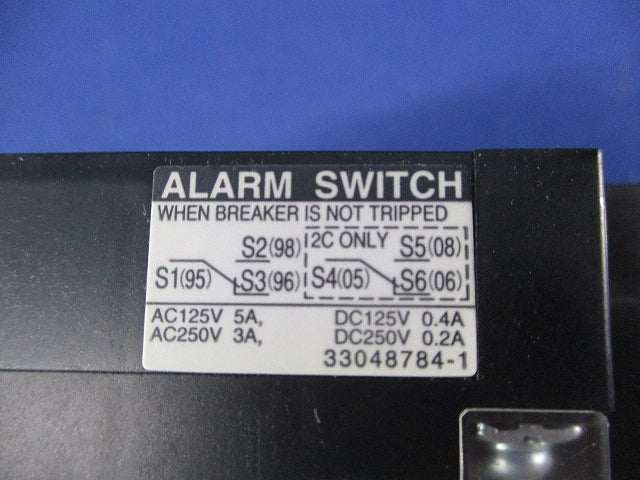 ALARM SWITCH
WHEN BREAKER IS NOT TRIPPED
2C ONLY
S2(98) S5(08)
S1(95) S3(96) S4(05) S6(06)
AC125V 5A, DC125V 0.4A
AC250V 3A, DC250V 0.2A
33048784-1